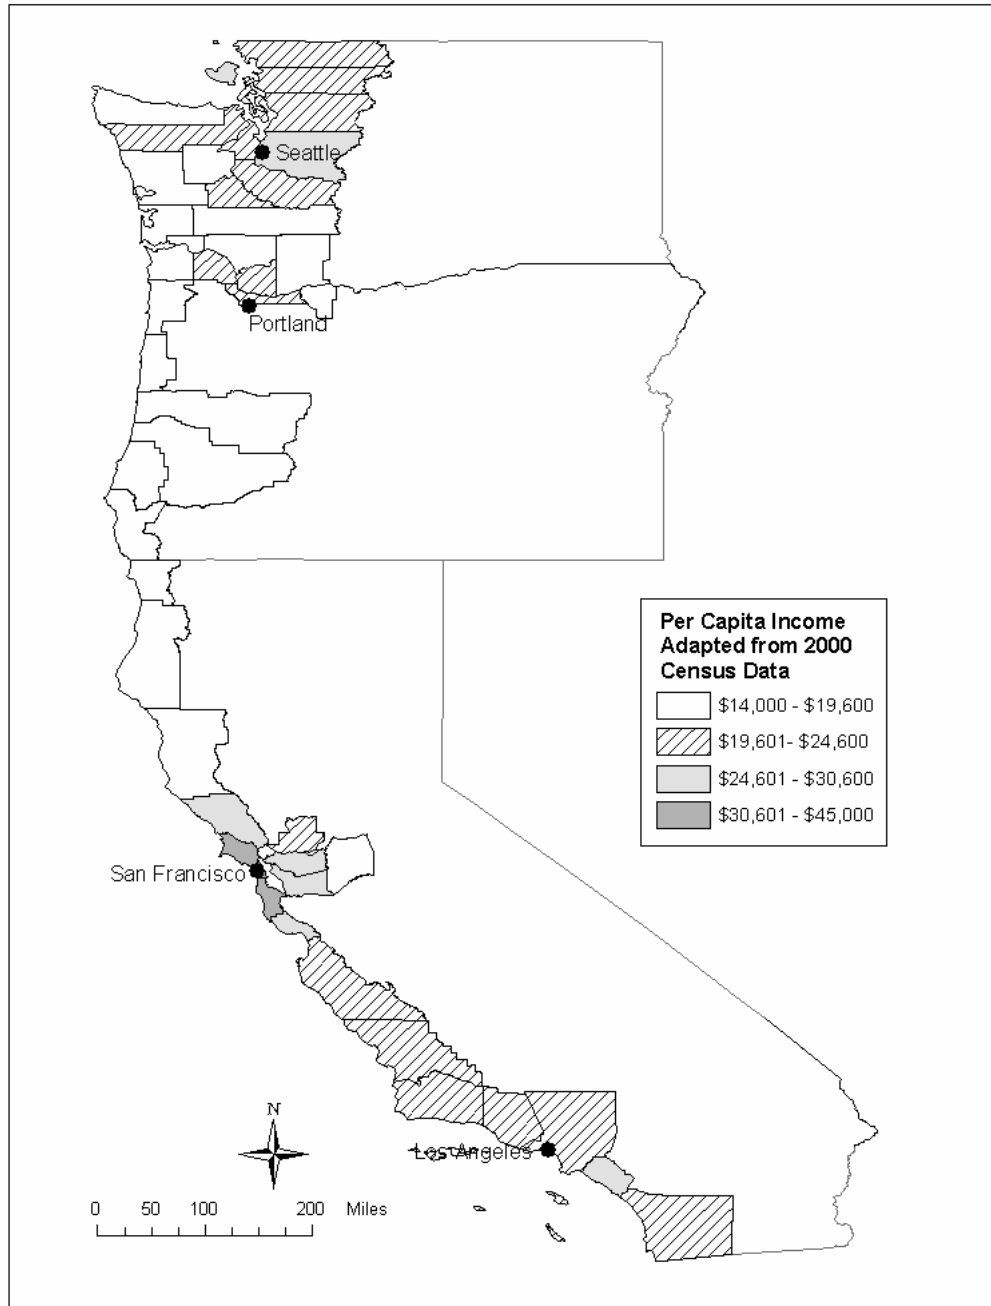 Seattle
Portland
Per Capita Income
Adapted from 2000
Census Data
$14,000 - $19,600
$19,601- $24,600
$24,601 - $30,600
$30,601 - $45,000
San Francisco
N
Los Angeles
0 50 100 200 Miles